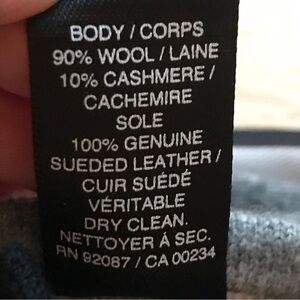 BODY / CORPS
90% WOOL / LAINE
10% CASHMERE /
CACHEMIRE
SOLE
100% GENUINE
SUEDED LEATHER /
CUIR SUÉDÉ
VÉRITABLE
DRY CLEAN.
NETTOYER Á SEC.
RN 92087 / CA 00234